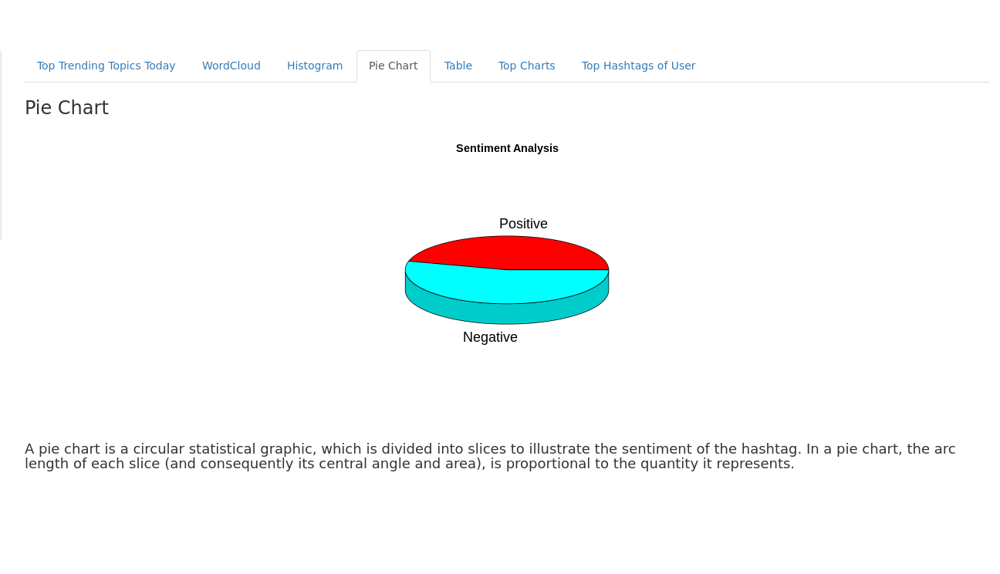 Top Trending Topics Today WordCloud Histogram Pie Chart Table Top Charts Top Hashtags of User
Pie Chart
Sentiment Analysis
Positive
Negative
A pie chart is a circular statistical graphic, which is divided into slices to illustrate the sentiment of the hashtag. In a pie chart, the arc
length of each slice (and consequently its central angle and area), is proportional to the quantity it represents.